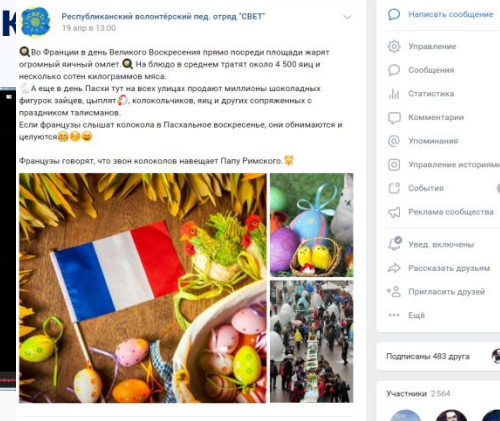 К
Республиканский волонтёрский пед. отряд "СВЕТ"
19 апр в 13:00
Во Франции в день Великого Воскресения прямо посреди площади жарят
огромный яичный омлет. На блюдо в среднем тратят около 4 500 яиц и
несколько сотен килограммов мяса.
А еще в день Пасхи тут на всех улицах продают миллионы шоколадных
фигурок зайцев, цыплят, колокольчиков, яиц и других сопряженных с
праздником талисманов.
Если французы слышат колокола в Пасхальное воскресенье, они обнимаются и
целуются
Французы говорят, что звон колоколов навещает Папу Римского.
Написать сообщение
Управление
Сообщения
Статистика
Комментарии
Упоминания
Управление историями
События
Реклама сообщества
Увед. включены
Рассказать друзьям
Пригласить друзей
Ещё
Подписаны 483 друга
Участники 2 564